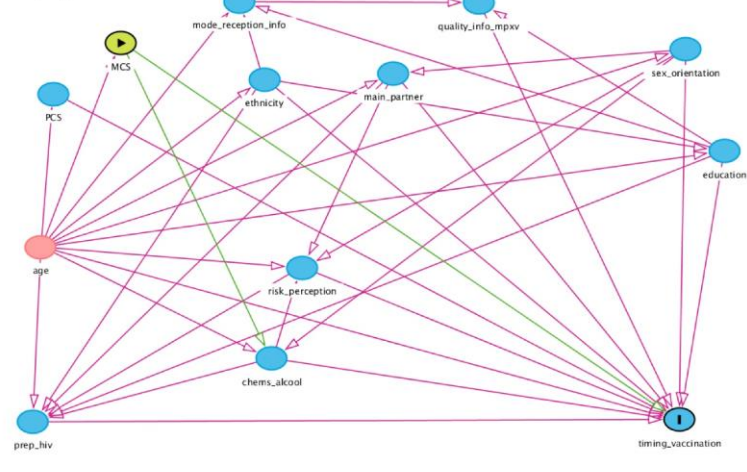 mode_reception_info
quality_info_mpxv
MCS
sex_orientation
ethnicity
main_partner
PCS
education
age
risk_perception
chems_alcool
prep_hiv
timing_vaccination